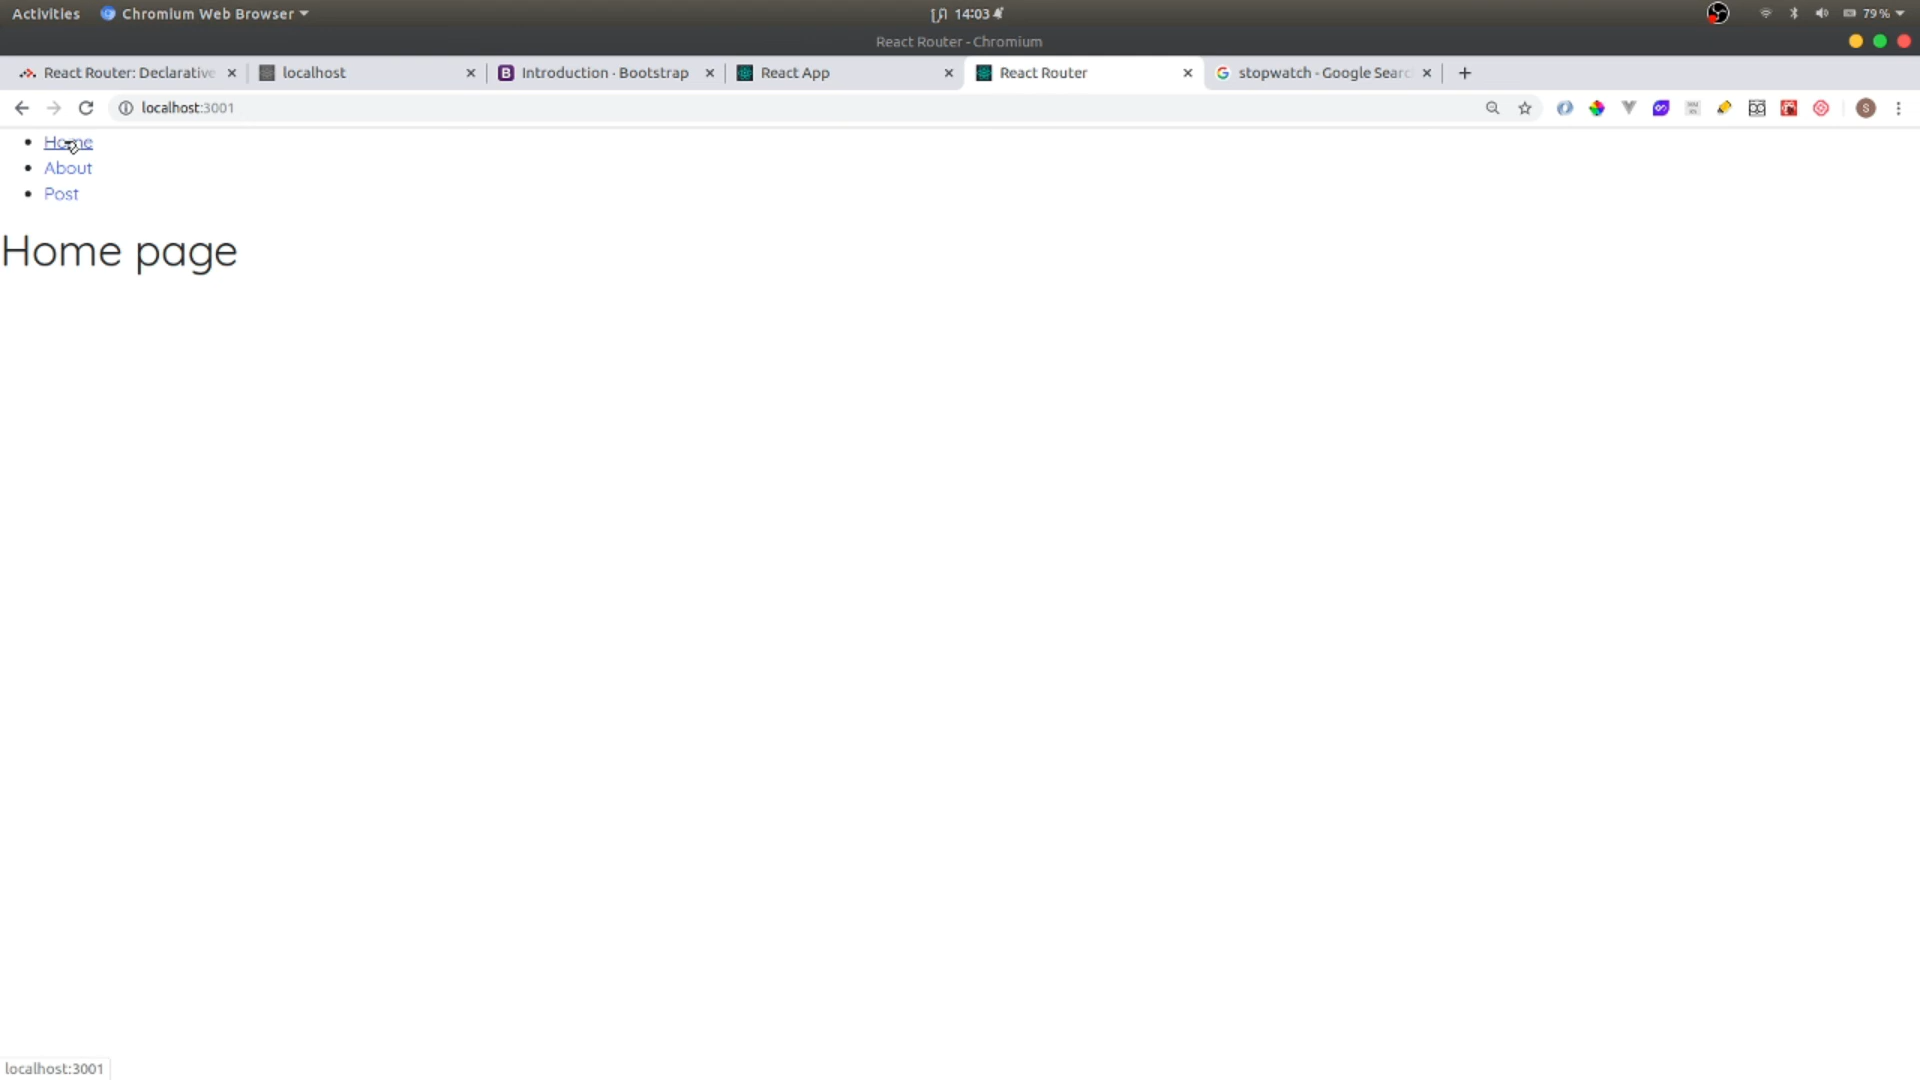 Activities Chromium Web Browser 14:03 79%
React Router - Chromium
React Router: Declarative localhost Introduction · Bootstrap React App React Router stopwatch - Google Searc
localhost:3001
Home
About
Post
Home page
localhost:3001